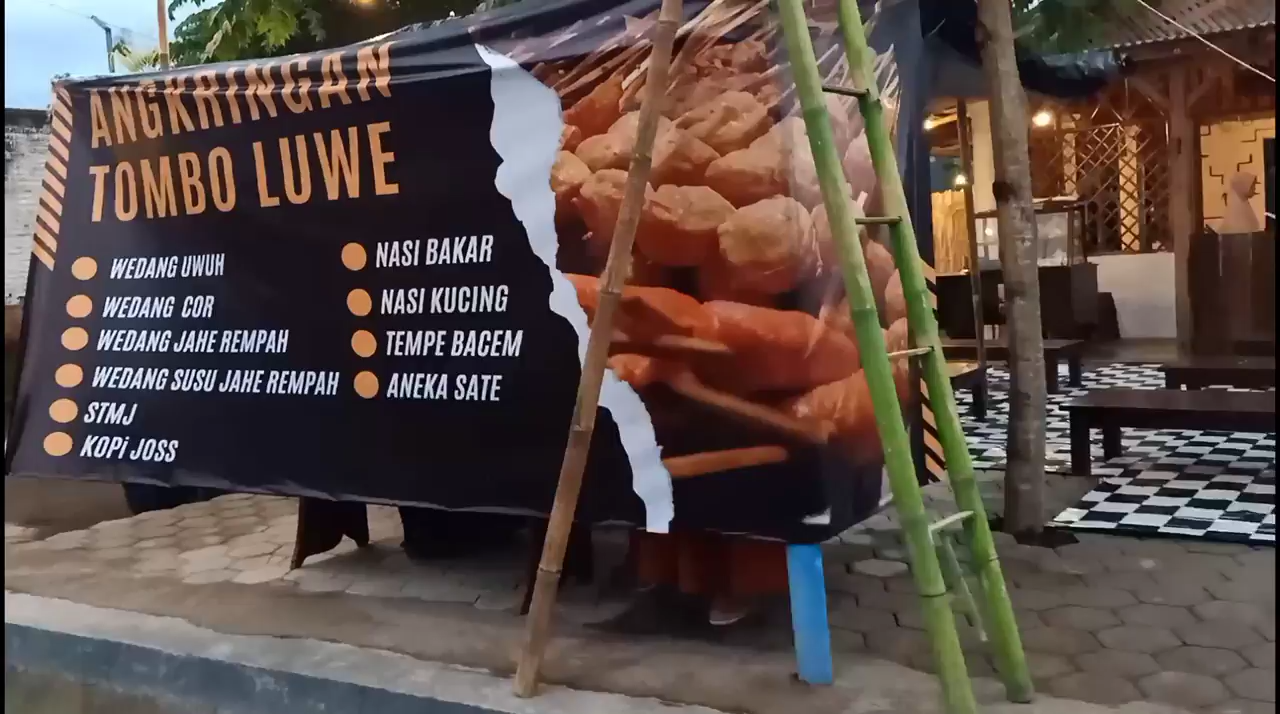 ANGKRINGAN
TOMBO LUWE
WEDANG UWUH
WEDANG COR
WEDANG JAHE REMPAH
WEDANG SUSU JAHE REMPAH
STMJ
KOPi JOSS
NASI BAKAR
NASI KUCING
TEMPE BACEM
ANEKA SATE